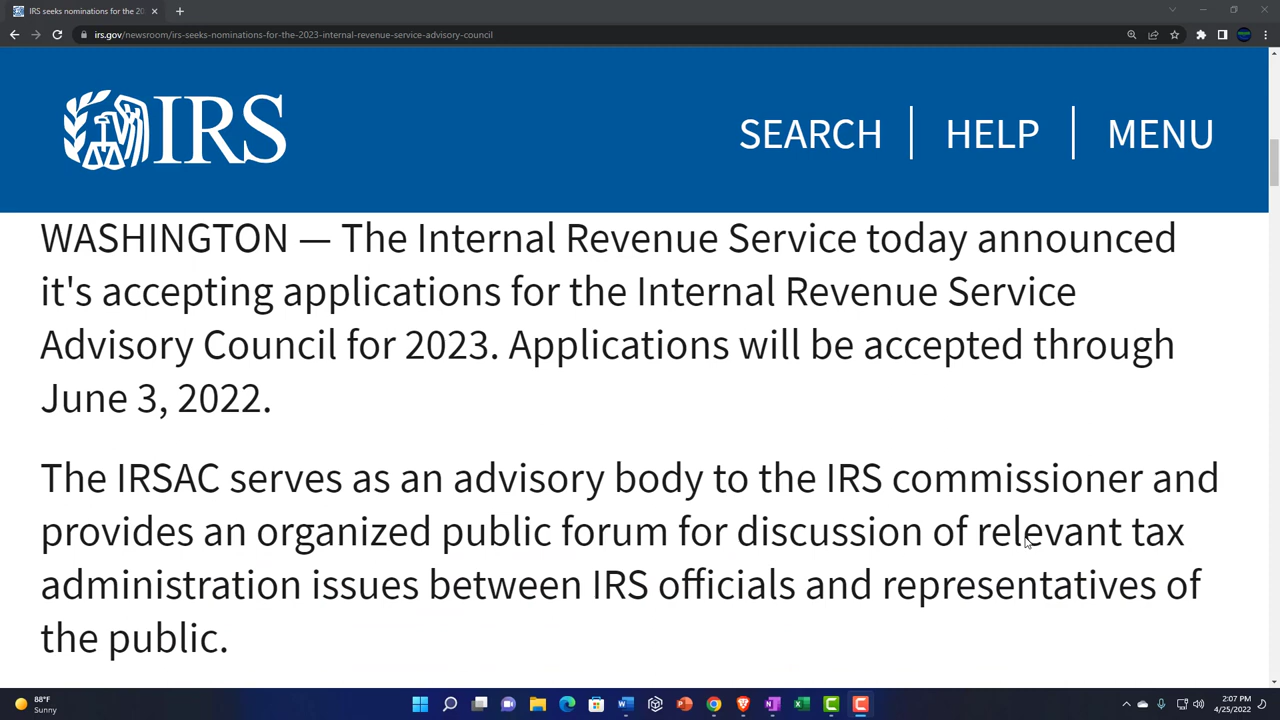 IRS seeks nominations for the 20
irs.gov/newsroom/irs-seeks-nominations-for-the-2023-internal-revenue-service-advisory-council
IRS
SEARCH
HELP
MENU
WASHINGTON — The Internal Revenue Service today announced
it's accepting applications for the Internal Revenue Service
Advisory Council for 2023. Applications will be accepted through
June 3, 2022.
The IRSAC serves as an advisory body to the IRS commissioner and
provides an organized public forum for discussion of relevant tax
administration issues between IRS officials and representatives of
the public.
88°F
Sunny
2:07 PM
4/25/2022